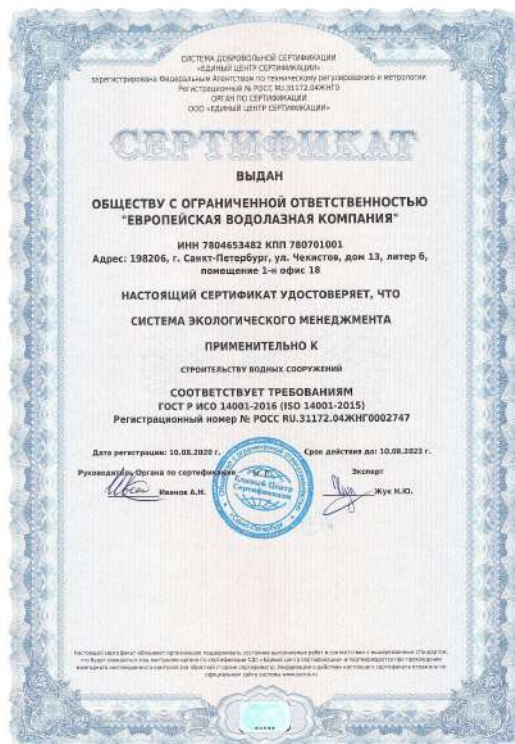 СИСТЕМА ДОБРОВОЛЬНОЙ СЕРТИФИКАЦИИ
«ЕДИНЫЙ ЦЕНТР СЕРТИФИКАЦИИ»
зарегистрирована Федеральным Агентством по техническому регулированию и метрологии
Регистрационный № РОСС RU.31172.04ЖНГ0
ОРГАН ПО СЕРТИФИКАЦИИ
ООО «ЕДИНЫЙ ЦЕНТР СЕРТИФИКАЦИИ»
СЕРТИФИКАТ
ВЫДАН
ОБЩЕСТВУ С ОГРАНИЧЕННОЙ ОТВЕТСТВЕННОСТЬЮ
"ЕВРОПЕЙСКАЯ ВОДОЛАЗНАЯ КОМПАНИЯ"
ИНН 7804653482 КПП 780701001
Адрес: 198206, г. Санкт-Петербург, ул. Чекистов, дом 13, литер б,
помещение 1-н офис 18
НАСТОЯЩИЙ СЕРТИФИКАТ УДОСТОВЕРЯЕТ, ЧТО
СИСТЕМА ЭКОЛОГИЧЕСКОГО МЕНЕДЖМЕНТА
ПРИМЕНИТЕЛЬНО К
СТРОИТЕЛЬСТВУ ВОДНЫХ СООРУЖЕНИЙ
СООТВЕТСТВУЕТ ТРЕБОВАНИЯМ
ГОСТ Р ИСО 14001-2016 (ISO 14001-2015)
Регистрационный номер № РОСС RU.31172.04ЖНГ0002747
Дата регистрации: 10.08.2020 г. Срок действия до: 10.08.2023 г.
Руководитель Органа по сертификации М.П. Эксперт
Иванов А.Н. Жук Н.Ю.
Единый Центр
Сертификации
Санкт-Петербург